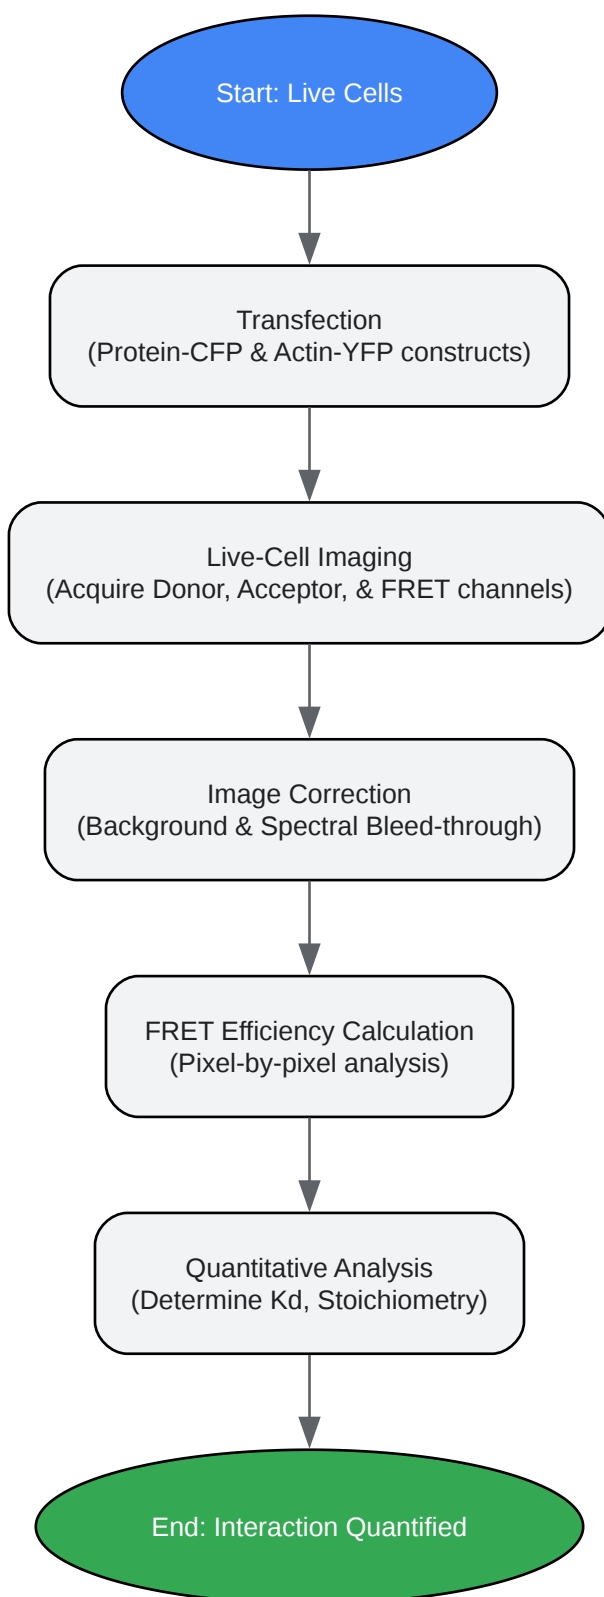 Start: Live Cells
Transfection
(Protein-CFP & Actin-YFP constructs)
Live-Cell Imaging
(Acquire Donor, Acceptor, & FRET channels)
Image Correction
(Background & Spectral Bleed-through)
FRET Efficiency Calculation
(Pixel-by-pixel analysis)
Quantitative Analysis
(Determine Kd, Stoichiometry)
End: Interaction Quantified